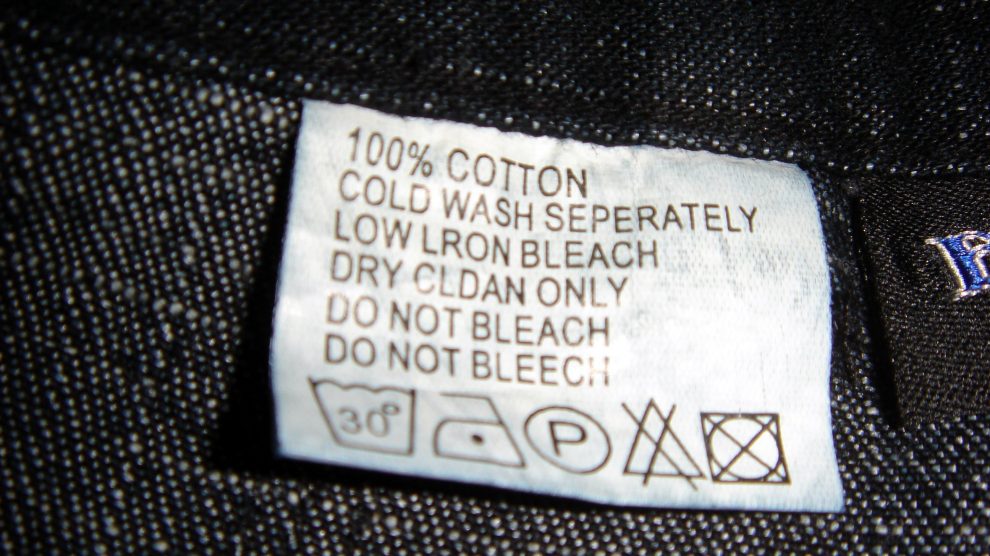 100% COTTON
COLD WASH SEPERATELY
LOW LRON BLEACH
DRY CLDAN ONLY
DO NOT BLEACH
DO NOT BLEECH
30° P